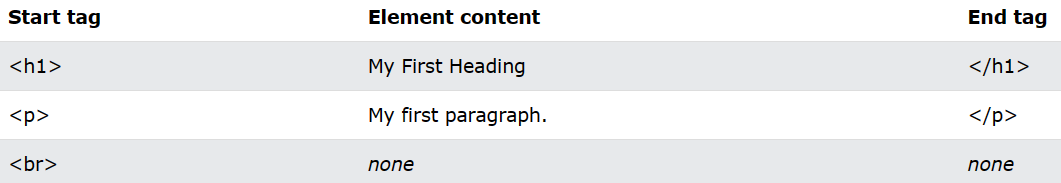 Start tag Element content End tag
<h1> My First Heading </h1>
<p> My first paragraph. </p>
<br> none none